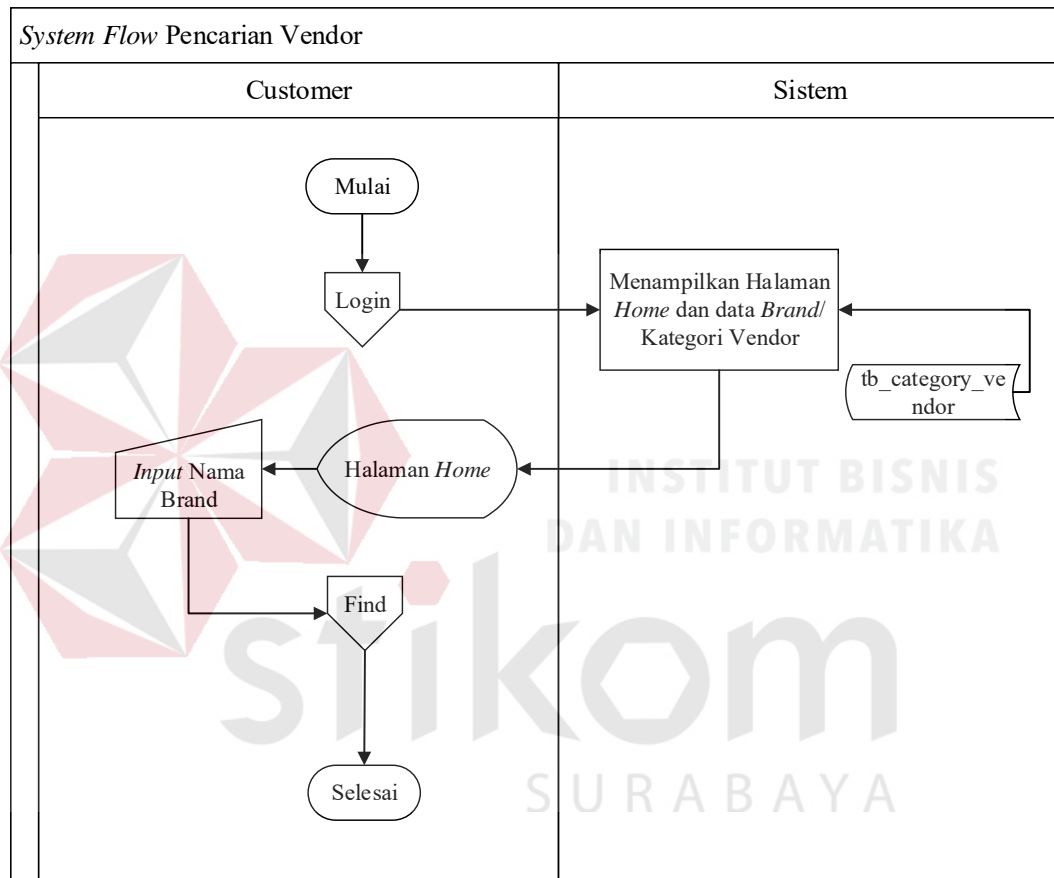 System Flow Pencarian Vendor
Customer
Sistem
Mulai
Login
Menampilkan Halaman
Home dan data Brand/
Kategori Vendor
tb_category_ve
ndor
Halaman Home
Input Nama
Brand
Find
Selesai
INSTITUT BISNIS
DAN INFORMATIKA
stikom
SURABAYA